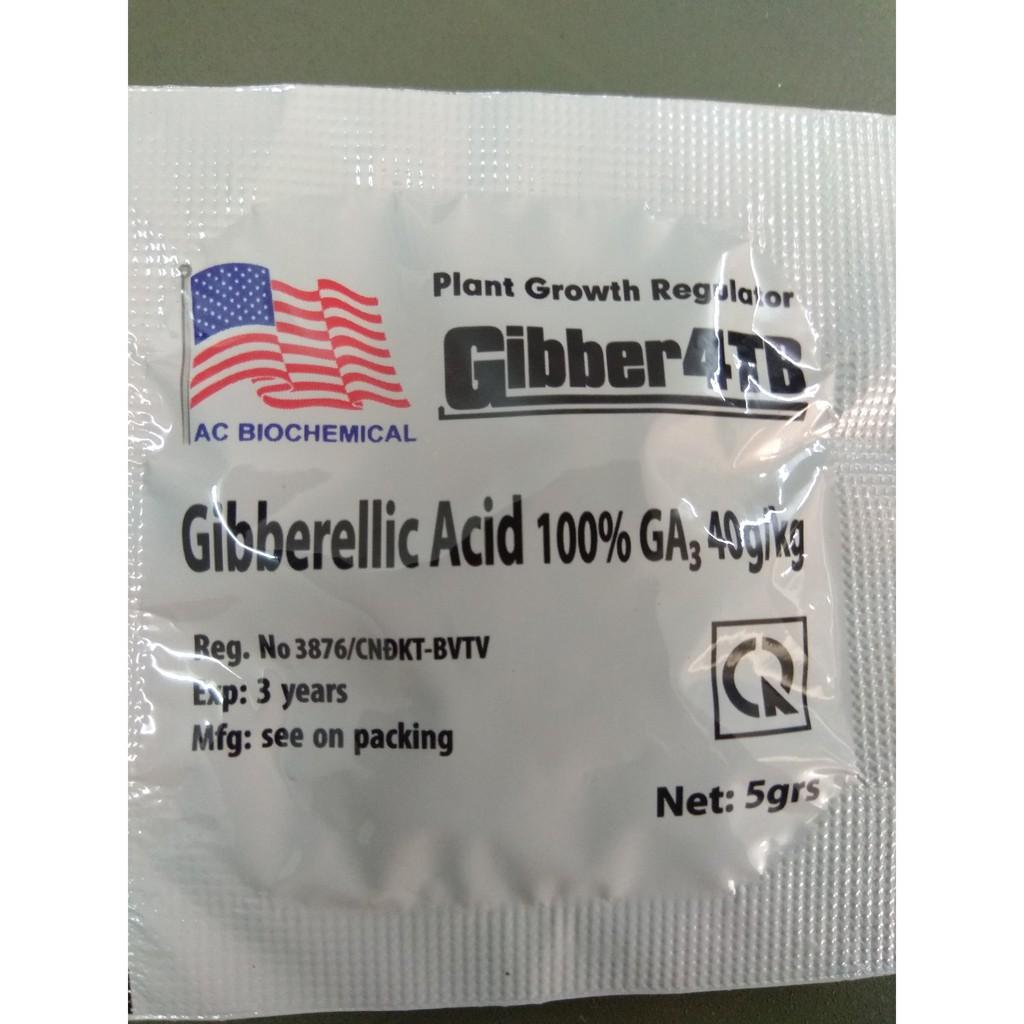 Plant Growth Regulator
Gibber4TB
AC BIOCHEMICAL
Gibberellic Acid 100% GA₃ 40g/kg
Reg. No 3876/CNĐKT-BVTV
Exp: 3 years
Mfg: see on packing
CR
Net: 5grs